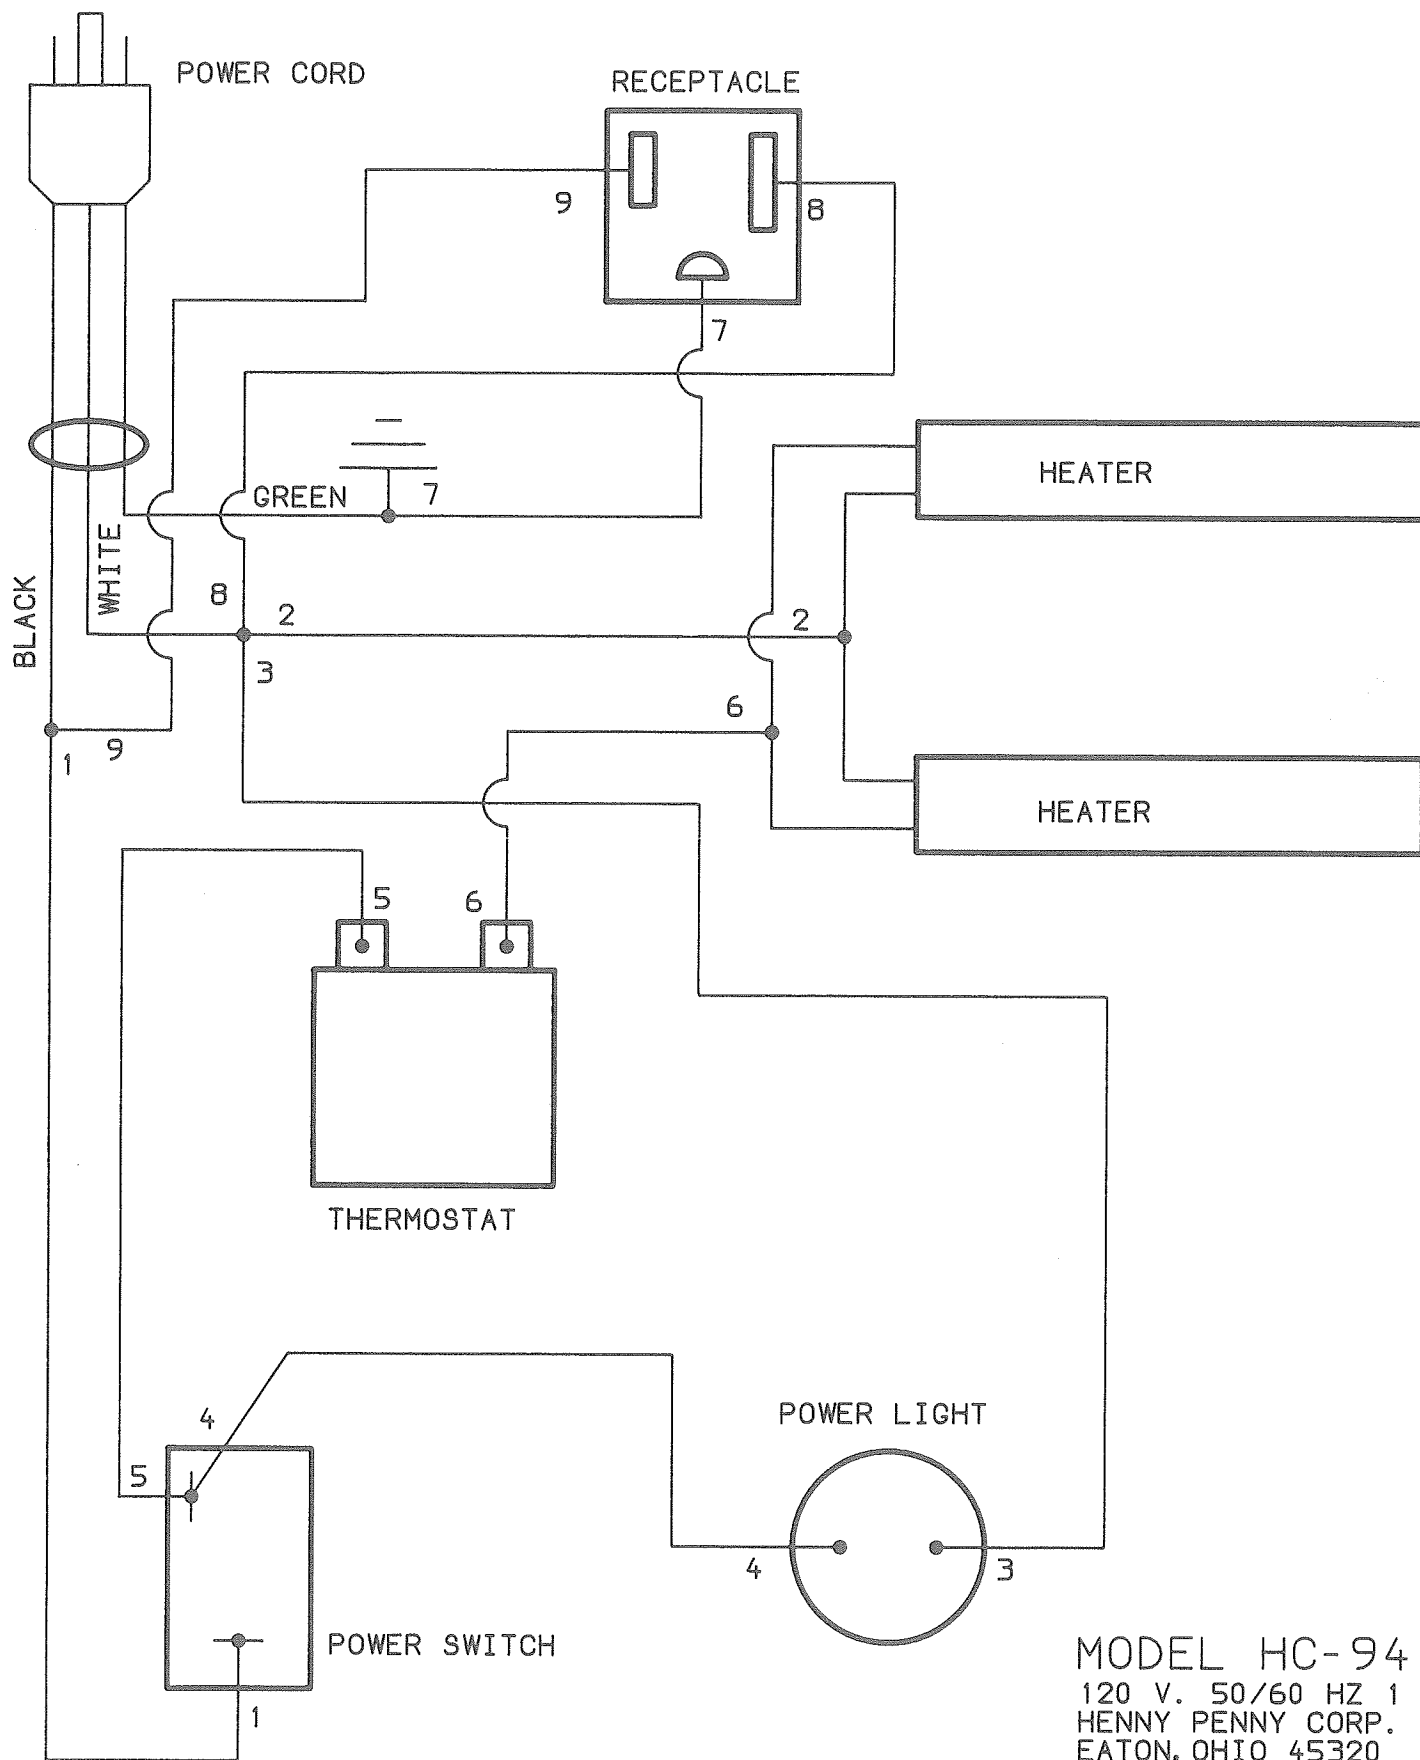 POWER CORD
RECEPTACLE
9
8
7
HEATER
GREEN
7
WHITE
BLACK
8
2
2
3
6
1
9
HEATER
5
6
THERMOSTAT
4
POWER LIGHT
5
4
3
POWER SWITCH
1
MODEL HC-94
120 V. 50/60 HZ 1
HENNY PENNY CORP.
EATON, OHIO 45320